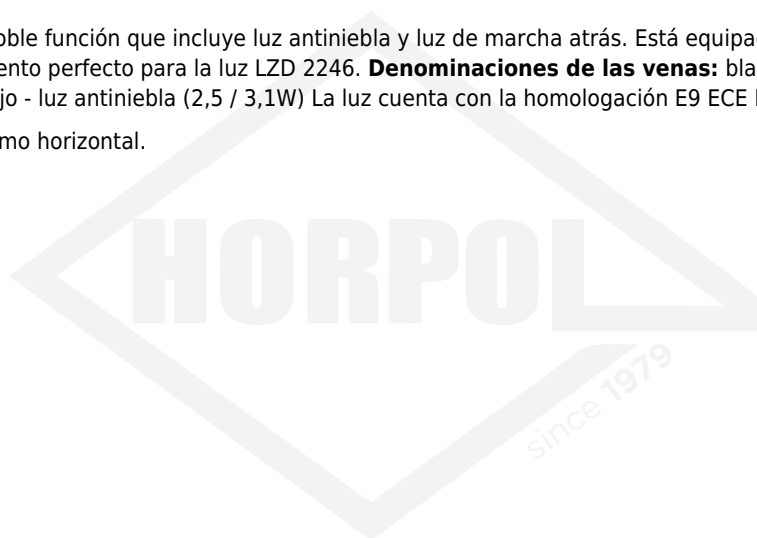 oble función que incluye luz antiniebla y luz de marcha atrás. Está equipa
ento perfecto para la luz LZD 2246. Denominaciones de las venas: bla
jo - luz antiniebla (2,5 / 3,1W) La luz cuenta con la homologación E9 ECE
mo horizontal.
HORPOL
since 1979